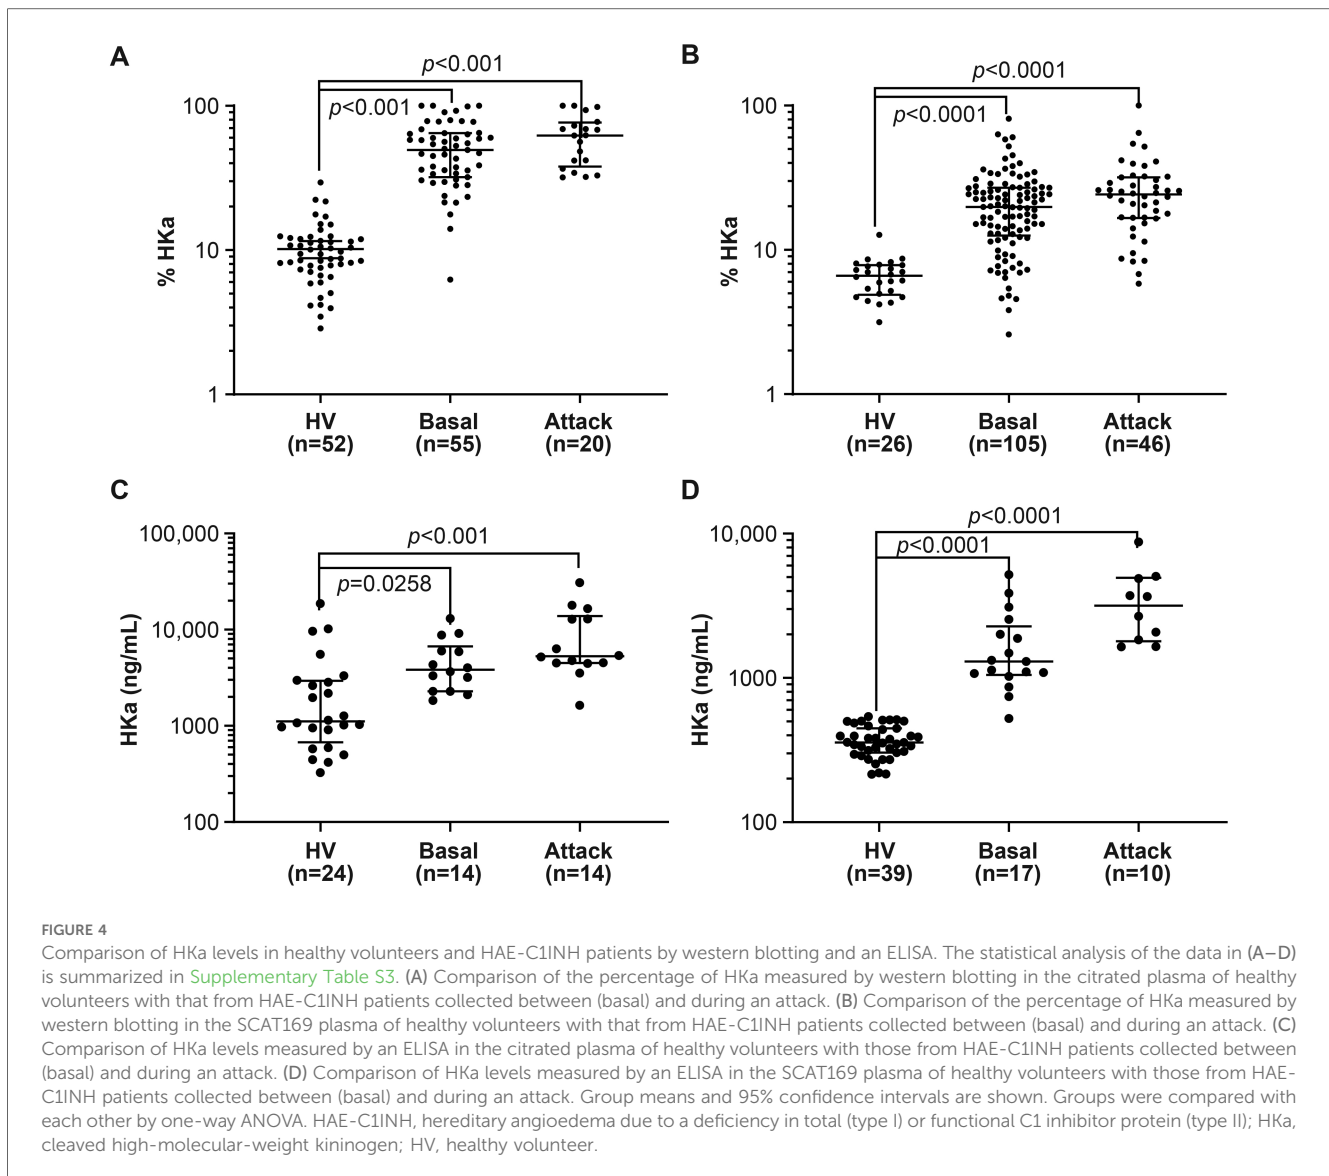 A
p<0.001
p<0.001
100
10
1
% HKa
HV
(n=52)
Basal
(n=55)
Attack
(n=20)
B
p<0.0001
p<0.0001
100
10
1
% HKa
HV
(n=26)
Basal
(n=105)
Attack
(n=46)
C
p<0.001
p=0.0258
100,000
10,000
1000
100
HKa (ng/mL)
HV
(n=24)
Basal
(n=14)
Attack
(n=14)
D
p<0.0001
p<0.0001
10,000
1000
100
HKa (ng/mL)
HV
(n=39)
Basal
(n=17)
Attack
(n=10)
FIGURE 4
Comparison of HKa levels in healthy volunteers and HAE-C1INH patients by western blotting and an ELISA. The statistical analysis of the data in (A–D)
is summarized in Supplementary Table S3. (A) Comparison of the percentage of HKa measured by western blotting in the citrated plasma of healthy
volunteers with that from HAE-C1INH patients collected between (basal) and during an attack. (B) Comparison of the percentage of HKa measured by
western blotting in the SCAT169 plasma of healthy volunteers with that from HAE-C1INH patients collected between (basal) and during an attack. (C)
Comparison of HKa levels measured by an ELISA in the citrated plasma of healthy volunteers with those from HAE-C1INH patients collected between
(basal) and during an attack. (D) Comparison of HKa levels measured by an ELISA in the SCAT169 plasma of healthy volunteers with those from HAE-
C1INH patients collected between (basal) and during an attack. Group means and 95% confidence intervals are shown. Groups were compared with
each other by one-way ANOVA. HAE-C1INH, hereditary angioedema due to a deficiency in total (type I) or functional C1 inhibitor protein (type II); HKa,
cleaved high-molecular-weight kininogen; HV, healthy volunteer.